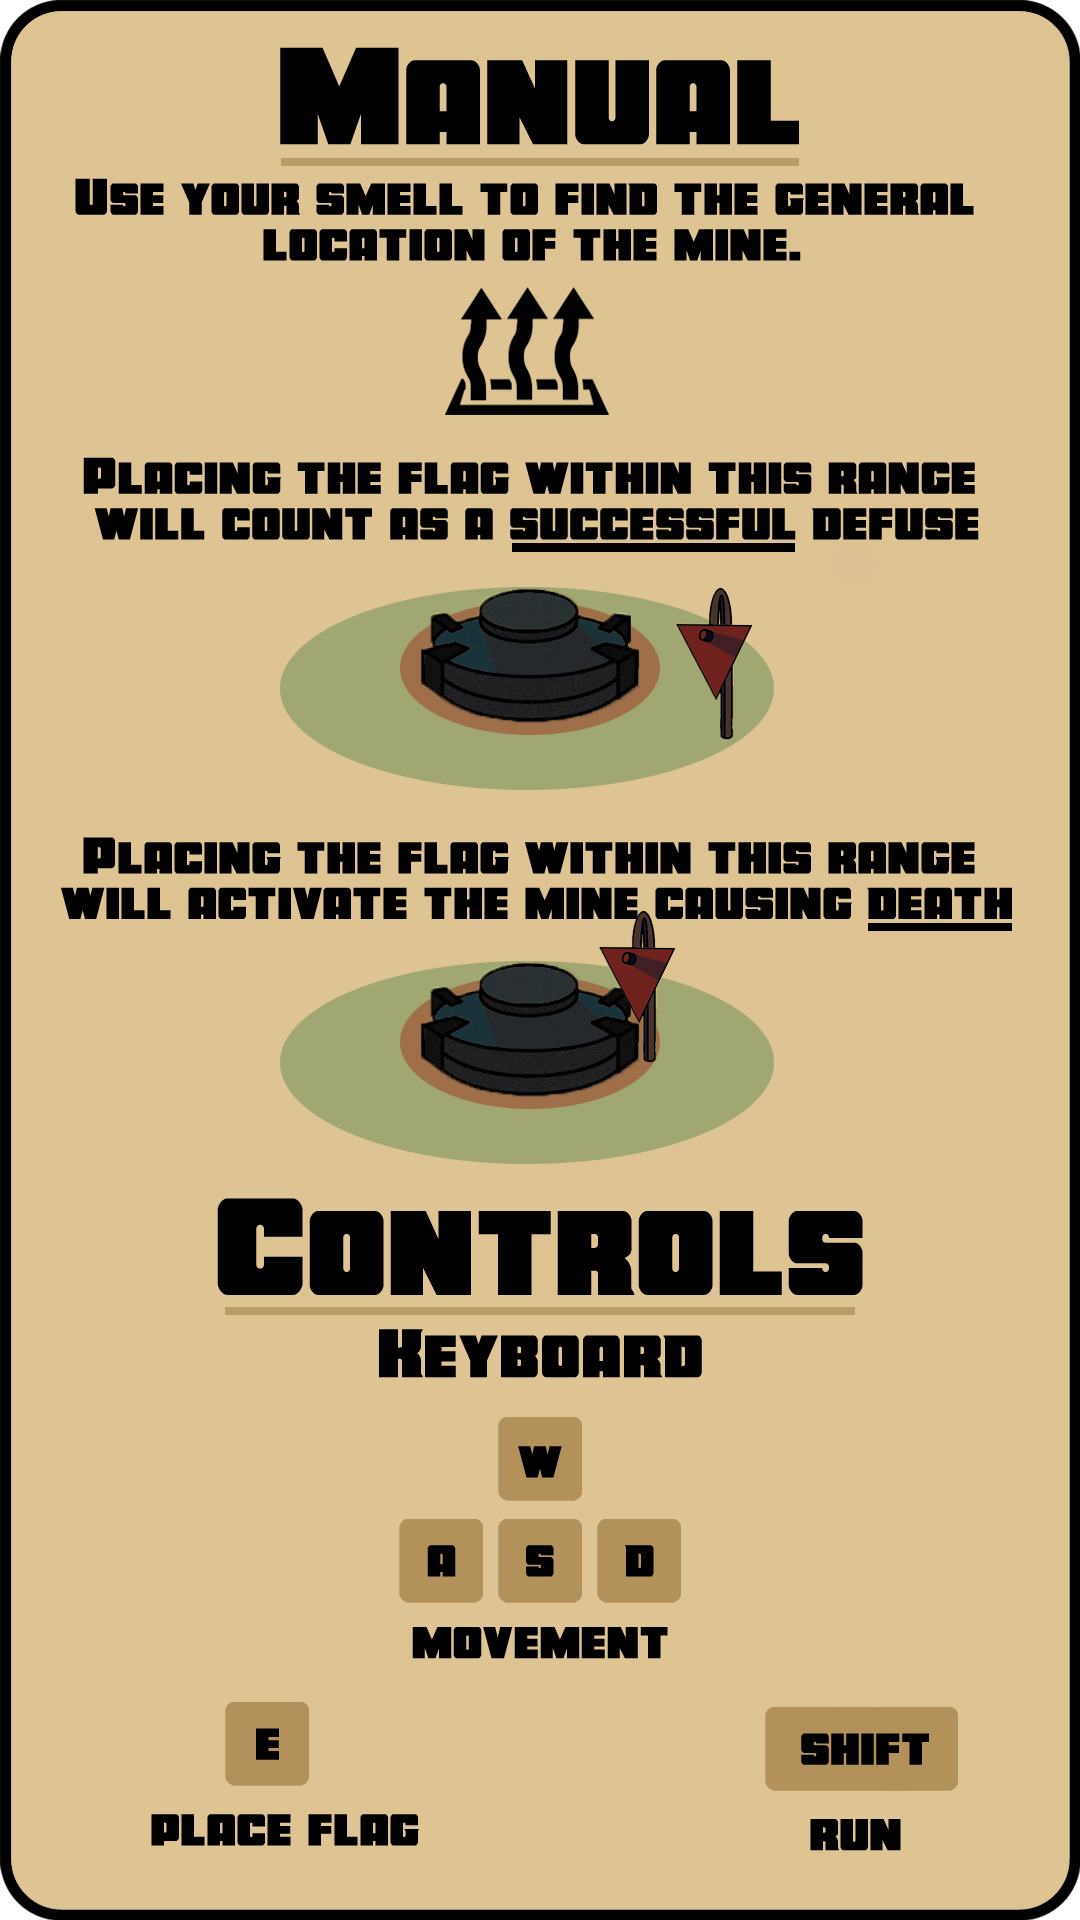 Manual
Use your smell to find the general
location of the mine.
Placing the flag within this range
will count as a successful defuse
Placing the flag within this range
will activate the mine causing death
Controls
Keyboard
W
A S D
movement
E
SHIFT
place flag
run